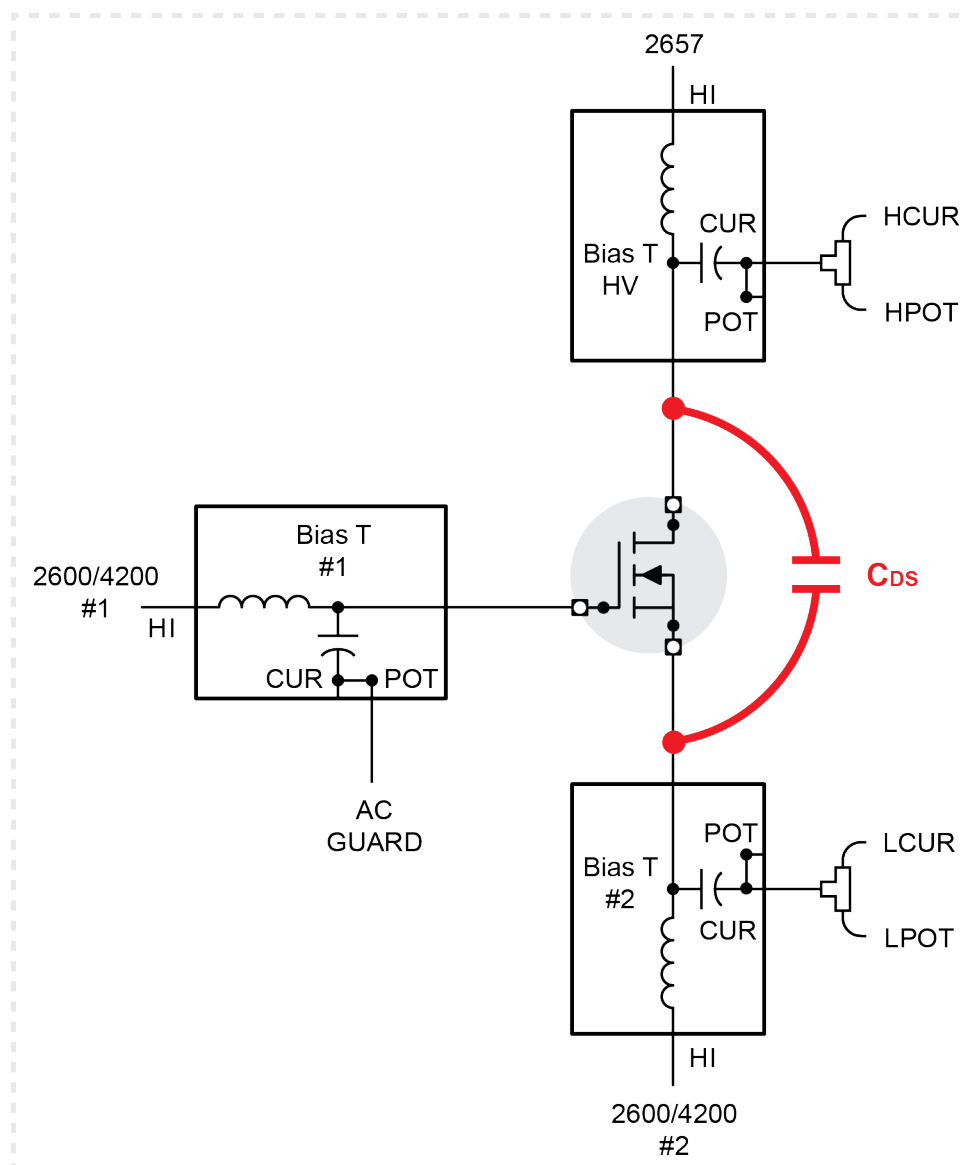 2657
HI
CUR
HCUR
Bias T
HV
POT
HPOT
Bias T
#1
2600/4200
#1
HI
CUR
POT
AC
GUARD
CDS
POT
LCUR
Bias T
#2
CUR
LPOT
HI
2600/4200
#2